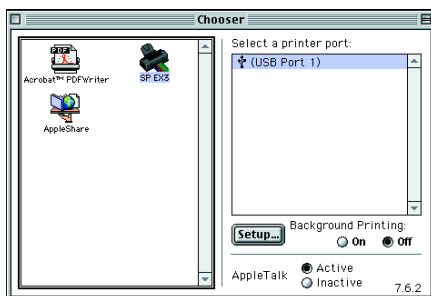 Chooser
Select a printer port:
(USB Port 1)
PDF
Acrobat™ PDFWriter
SP EX3
AppleShare
Setup...
Background Printing:
On Off
AppleTalk
Active
Inactive
7.6.2